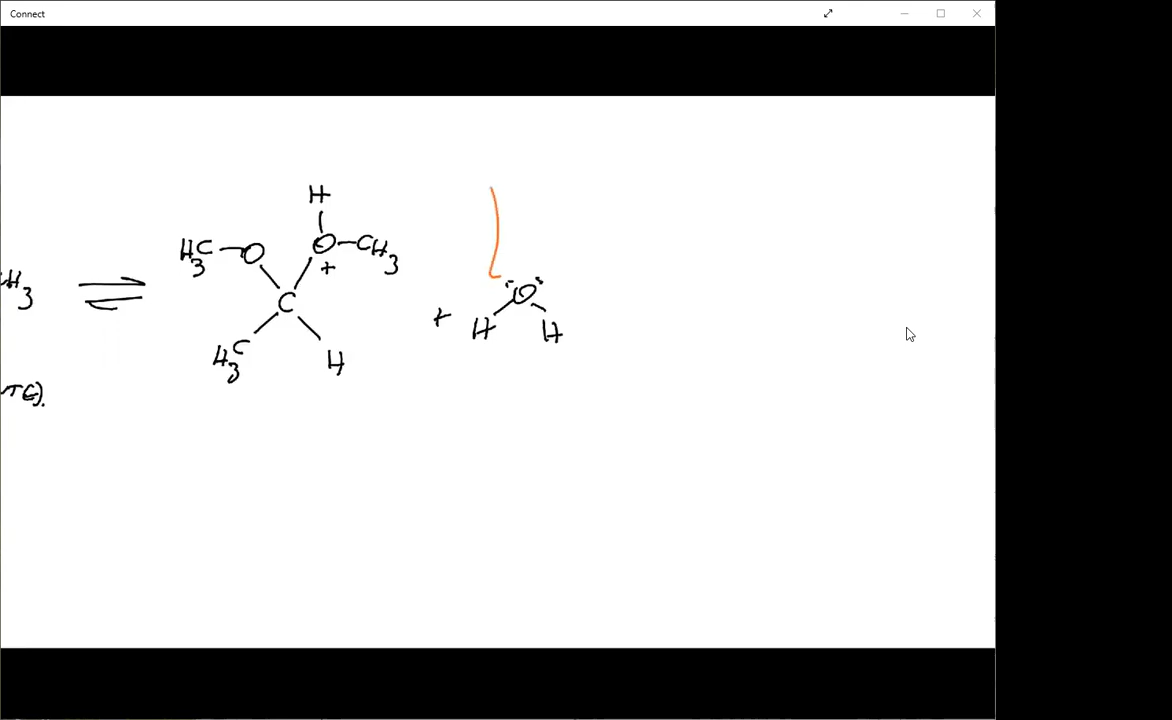 Connect
H
H3C-O O-CH3
+
CH3
C
+ O
H H
H3C H